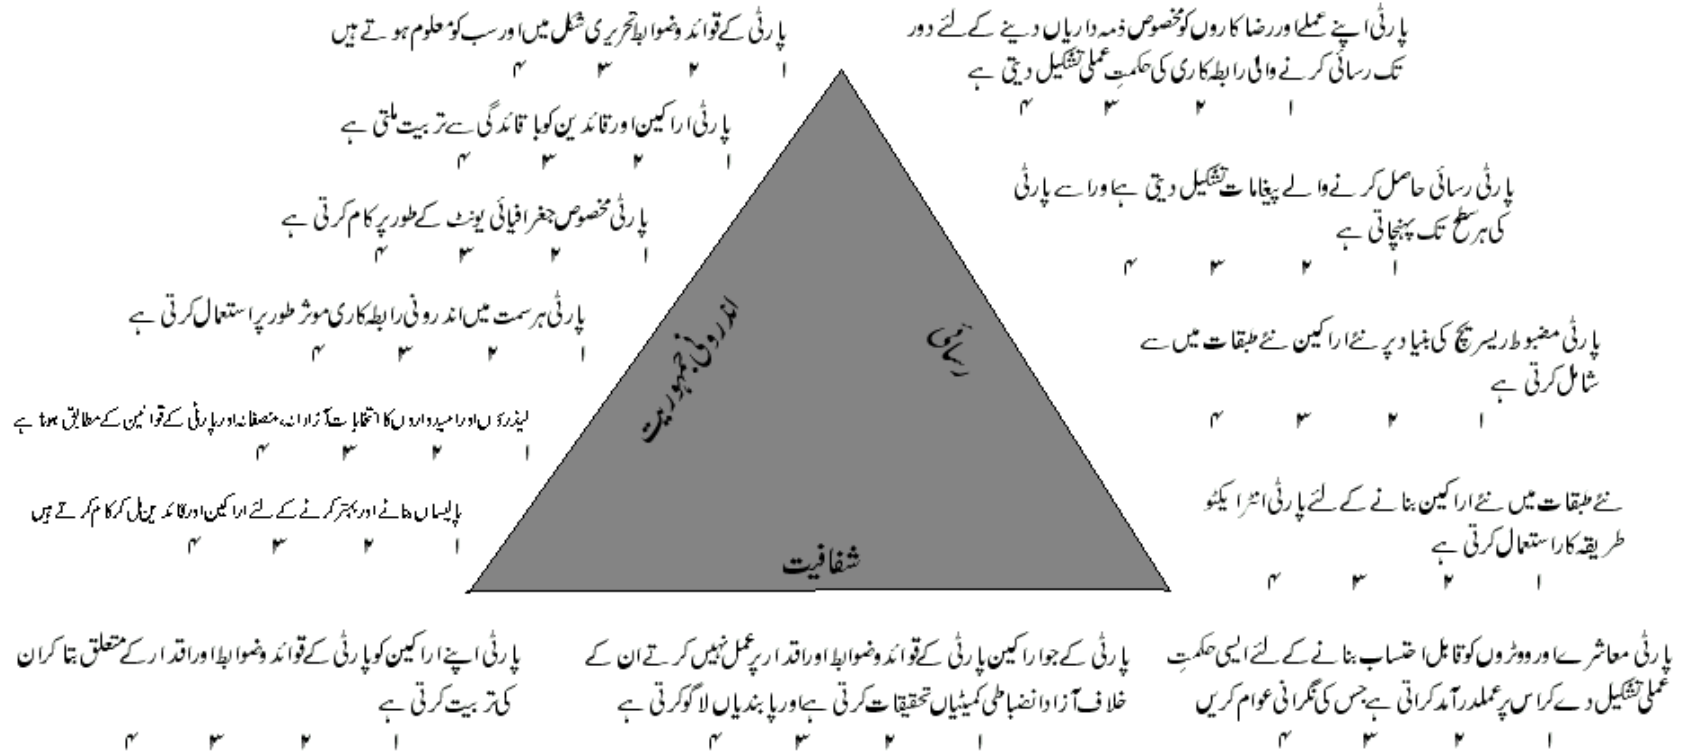 پارٹی کے قوائد وضوابط تحریری شکل میں اور سب کو معلوم ہوتے ہیں
۱ ۲ ۳ ۴
پارٹی اراکین اور قائدین کو باقائدگی سے تربیت ملتی ہے
۱ ۲ ۳ ۴
پارٹی مخصوص جغرافیائی یونٹ کے طور پر کام کرتی ہے
۱ ۲ ۳ ۴
پارٹی ہر سمت میں اندرونی رابطہ کاری موثر طور پر استعمال کرتی ہے
۱ ۲ ۳ ۴
لیڈرؤں اور امیدواروں کا انتخابات آزادانہ، منصفانہ اور پارٹی کے قوانین کے مطابق ہوتا ہے
۱ ۲ ۳ ۴
پالیساں بنانے اور بہتر کرنے کے لئے اراکین اور قائدین مل کر کام کرتے ہیں
۱ ۲ ۳ ۴
پارٹی اپنے عملے اور رضاکاروں کو مخصوص ذمہ داریاں دینے کے لئے دور
تک رسائی کرنے والی رابطہ کاری کی حکمتِ عملی تشکیل دیتی ہے
۱ ۲ ۳ ۴
پارٹی رسائی حاصل کرنے والے پیغامات تشکیل دیتی ہے اور اسے پارٹی
کی ہر سطح تک پہنچاتی ہے
۱ ۲ ۳ ۴
پارٹی مضبوط ریسریچ کی بنیاد پر نئے اراکین نئے طبقات میں سے
شامل کرتی ہے
۱ ۲ ۳ ۴
نئے طبقات میں نئے اراکین بنانے کے لئے پارٹی انٹرایکٹو
طریقہ کار استعمال کرتی ہے
۱ ۲ ۳ ۴
اندرونی جمہوریت
رسائی
شفافیت
پارٹی معاشرے اور ووٹروں کو قابل احتساب بنانے کے لئے ایسی حکمتِ
عملی تشکیل دے کر اس پر عملدرآمد کراتی ہے جس کی نگرانی عوام کریں
۱ ۲ ۳ ۴
پارٹی کے جو اراکین پارٹی کے قوائد وضوابط اور اقدار پر عمل نہیں کرتے ان کے
خلاف آزادانضباطی کمیٹیاں تحقیقات کرتی ہے اور پابندیاں لاگو کرتی ہے
۱ ۲ ۳ ۴
پارٹی اپنے اراکین کو پارٹی کے قوائد وضوابط اور اقدار کے متعلق بتا کر ان
کی تربیت کرتی ہے
۱ ۲ ۳ ۴